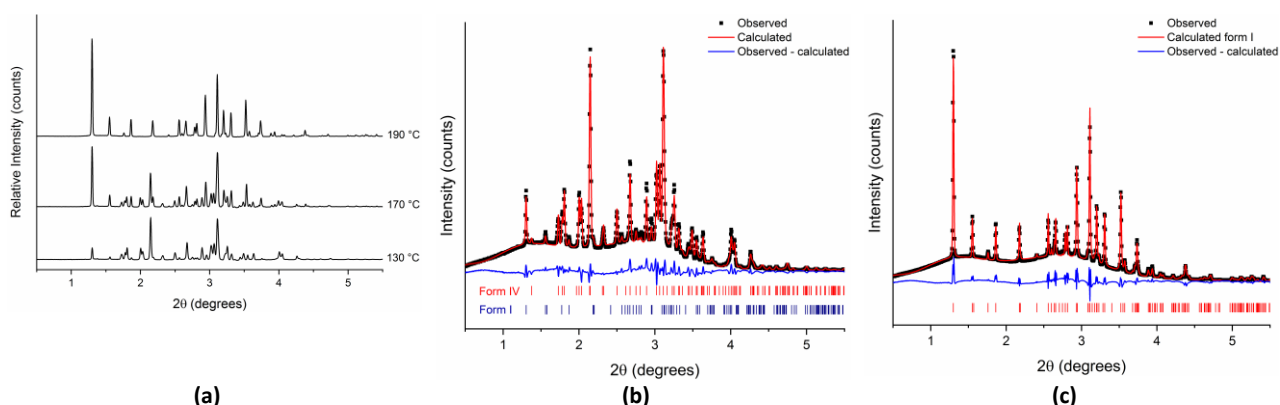 (a)
Relative Intensity (counts)
190 °C
170 °C
130 °C
1 2 3 4 5
2θ (degrees)
(a)
(b)
Observed
Calculated
Observed - calculated
Intensity (counts)
Form IV
Form I
1 2 3 4 5
2θ (degrees)
(b)
(c)
Observed
Calculated form I
Observed - calculated
Intensity (counts)
1 2 3 4 5
2θ (degrees)
(c)